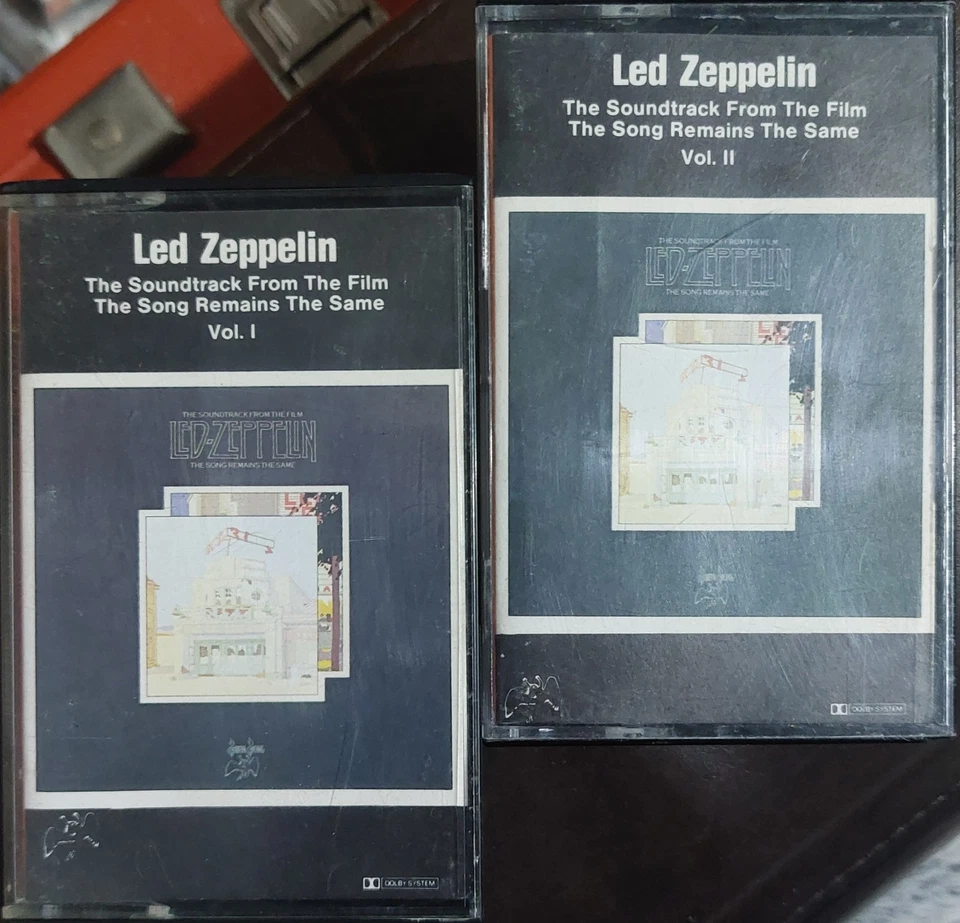 Led Zeppelin
The Soundtrack From The Film
The Song Remains The Same
Vol. I
THE SOUNDTRACK FROM THE FILM
LED-ZEPPELIN
THE SONG REMAINS THE SAME
DOLBY SYSTEM
Led Zeppelin
The Soundtrack From The Film
The Song Remains The Same
Vol. II
THE SOUNDTRACK FROM THE FILM
LED-ZEPPELIN
THE SONG REMAINS THE SAME
DOLBY SYSTEM